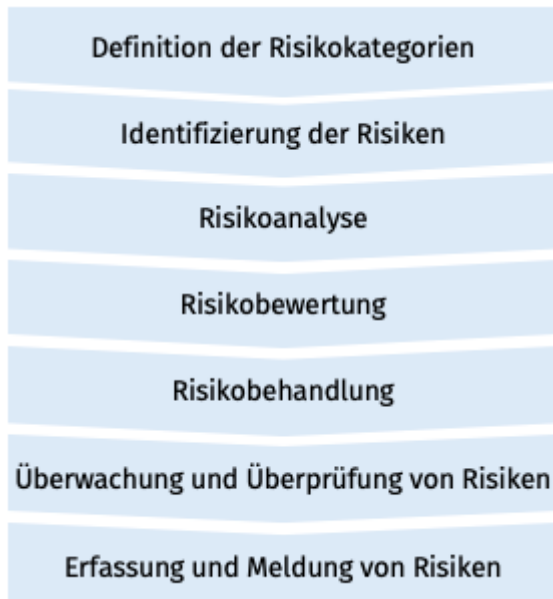 Definition der Risikokategorien
Identifizierung der Risiken
Risikoanalyse
Risikobewertung
Risikobehandlung
Überwachung und Überprüfung von Risiken
Erfassung und Meldung von Risiken